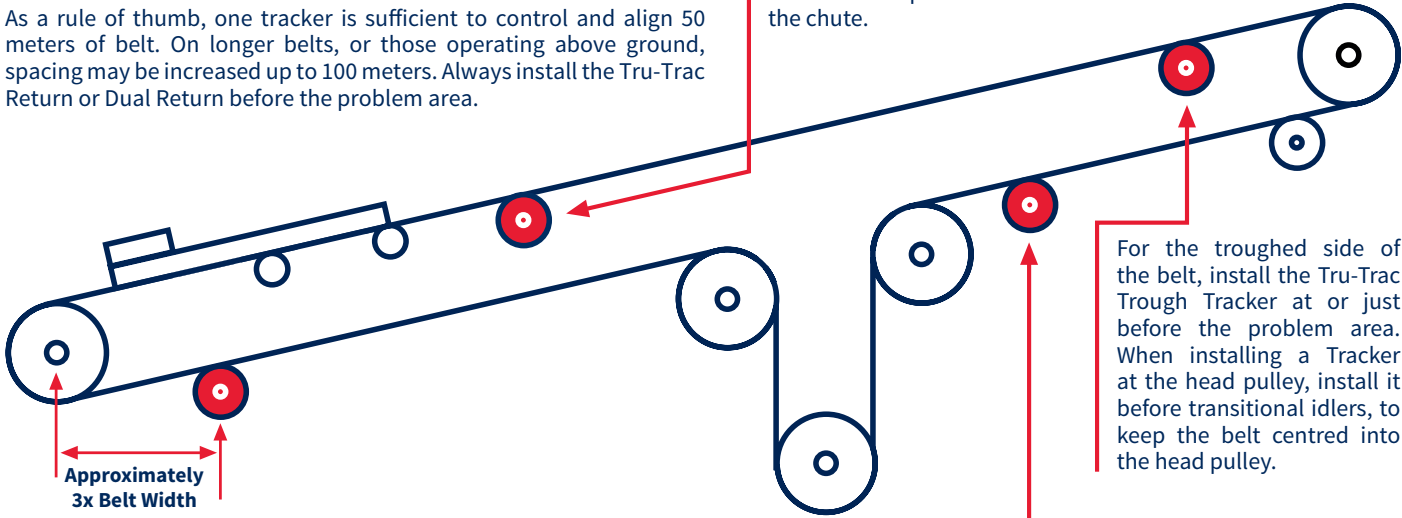 As a rule of thumb, one tracker is sufficient to control and align 50
meters of belt. On longer belts, or those operating above ground,
spacing may be increased up to 100 meters. Always install the Tru-Trac
Return or Dual Return before the problem area.
the chute.
For the troughed side of
the belt, install the Tru-Trac
Trough Tracker at or just
before the problem area.
When installing a Tracker
at the head pulley, install it
before transitional idlers, to
keep the belt centred into
the head pulley.
Approximately
3x Belt Width